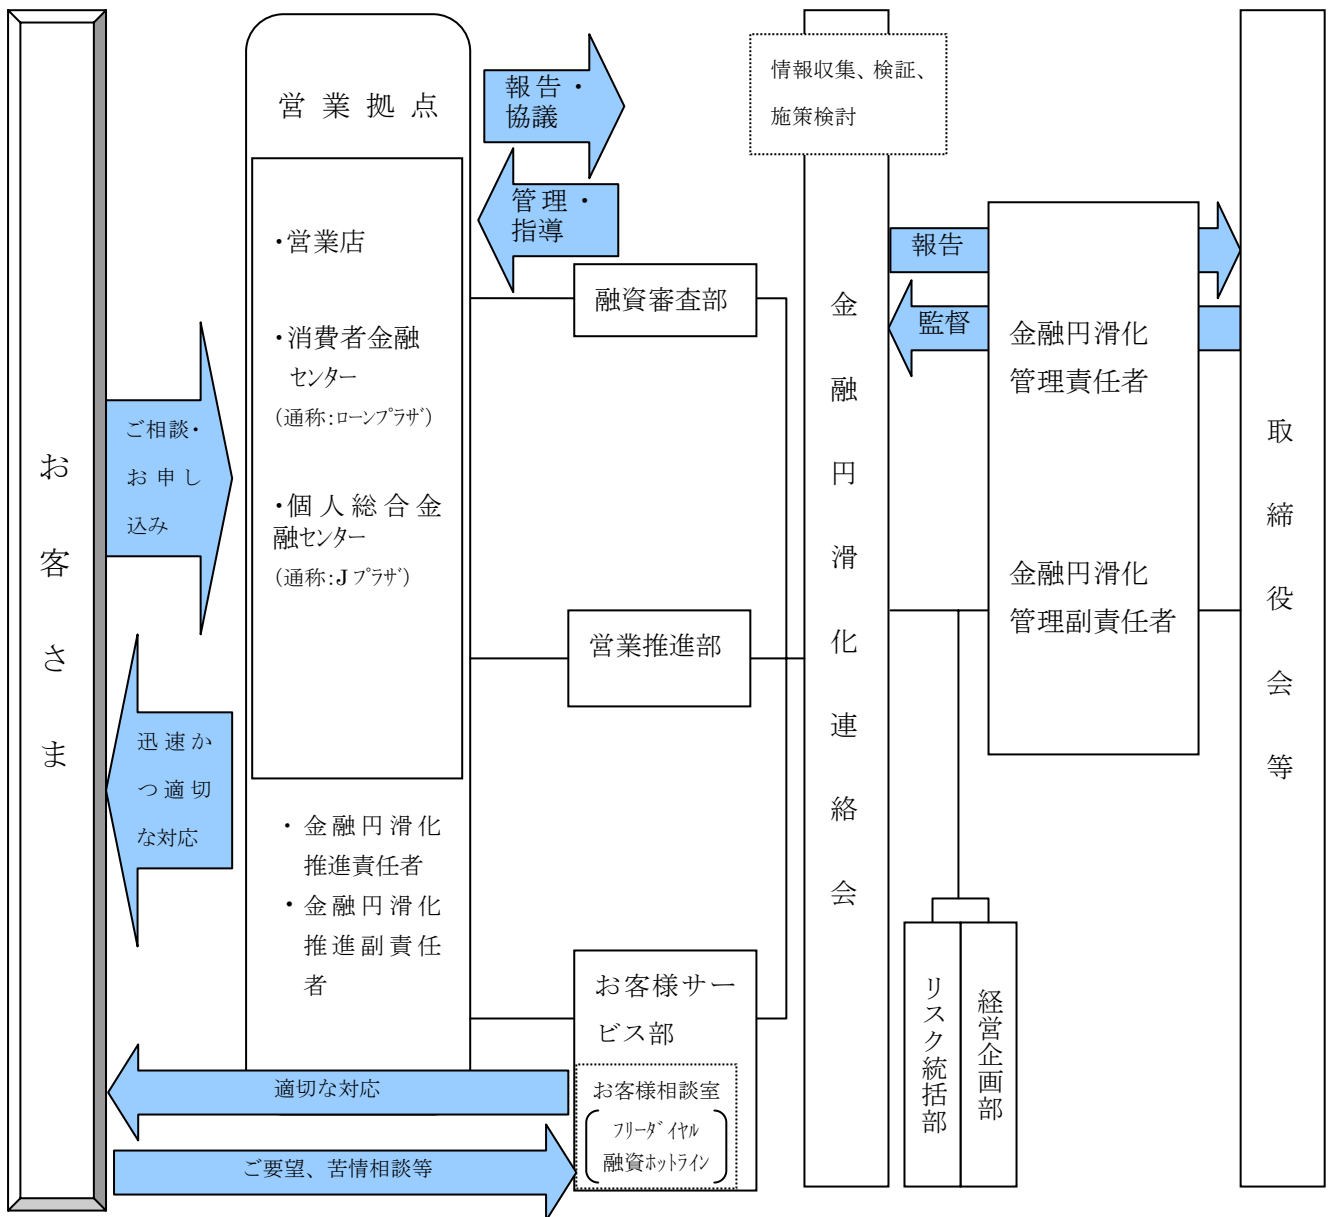 お客さま
ご相談・
お申し
込み
迅速か
つ適切
な対応
営業拠点
・営業店
・消費者金融
センター
(通称:ローンプラザ)
・個人総合金
融センター
(通称:Jプラザ)
・金融円滑化
推進責任者
・金融円滑化
推進副責任
者
報告・
協議
管理・
指導
融資審査部
営業推進部
お客様サー
ビス部
お客様相談室
フリーダイヤル
融資ホットライン
適切な対応
ご要望、苦情相談等
情報収集、検証、
施策検討
金融円滑化連絡会
報告
監督
金融円滑化
管理責任者
金融円滑化
管理副責任者
リスク統括部
経営企画部
取締役会等